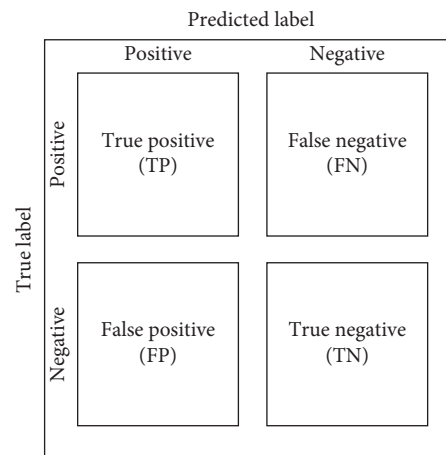 Predicted label
Positive
Negative
True label
Positive
True positive
(TP)
False negative
(FN)
Negative
False positive
(FP)
True negative
(TN)